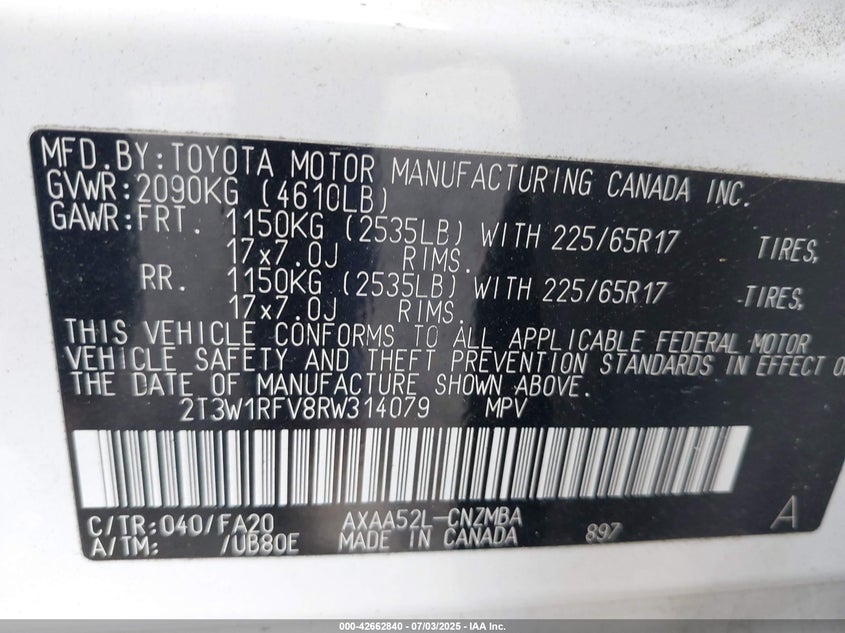 MFD.BY:TOYOTA MOTOR MANUFACTURING CANADA INC.
GVWR:2090KG (4610LB)
GAWR:FRT. 1150KG (2535LB) WITH 225/65R17 TIRES,
17x7.0J RIMS.
RR. 1150KG (2535LB) WITH 225/65R17 TIRES,
17x7.0J RIMS.
THIS VEHICLE CONFORMS TO ALL APPLICABLE FEDERAL MOTOR
VEHICLE SAFETY AND THEFT PREVENTION STANDARDS IN EFFECT O
THE DATE OF MANUFACTURE SHOWN ABOVE.
2T3W1RFV8RW314079 MPV
C/TR:040/FA20 AXAA52L-CNZMBA 897 A
A/TM: /UB80E MADE IN CANADA
000-42662840 - 07/03/2025 - IAA Inc.